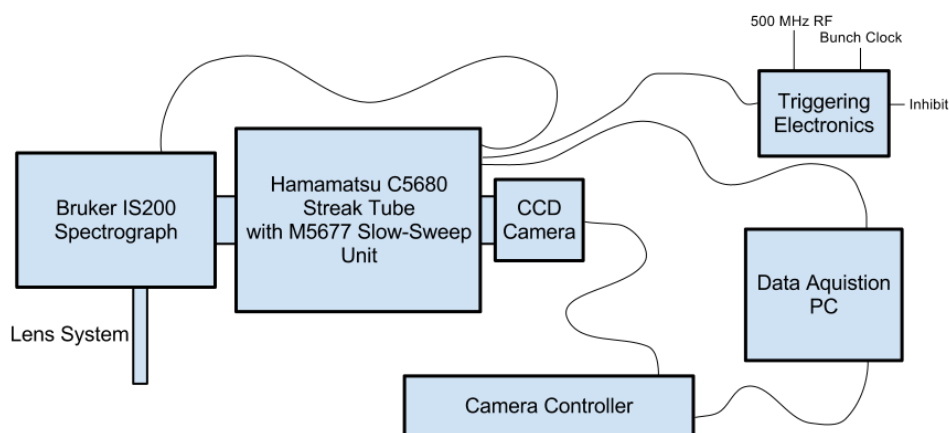 500 MHz RF
Bunch Clock
Triggering
Electronics
Inhibit
Bruker IS200
Spectrograph
Hamamatsu C5680
Streak Tube
with M5677 Slow-Sweep
Unit
CCD
Camera
Data Aquistion
PC
Lens System
Camera Controller